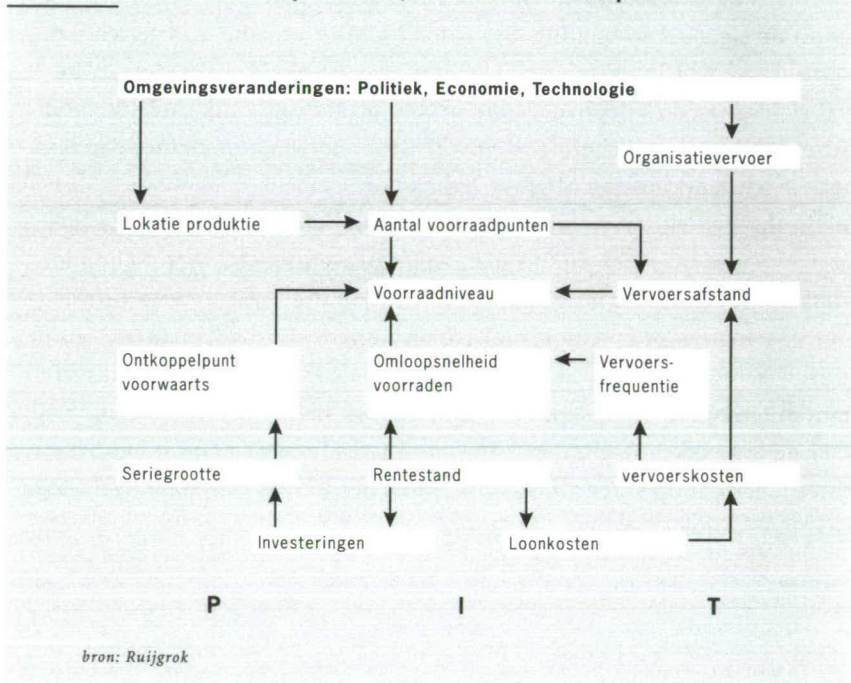 Omgevingsveranderingen: Politiek, Economie, Technologie
Organisatievervoer
Lokatie produktie
Aantal voorraadpunten
Voorraadniveau
Vervoersafstand
Ontkoppelpunt
voorwaarts
Omloopsnelheid
voorraden
Vervoers-
frequentie
Seriegrootte
Rentestand
vervoerskosten
Investeringen
Loonkosten
P
I
T
bron: Ruijgrok